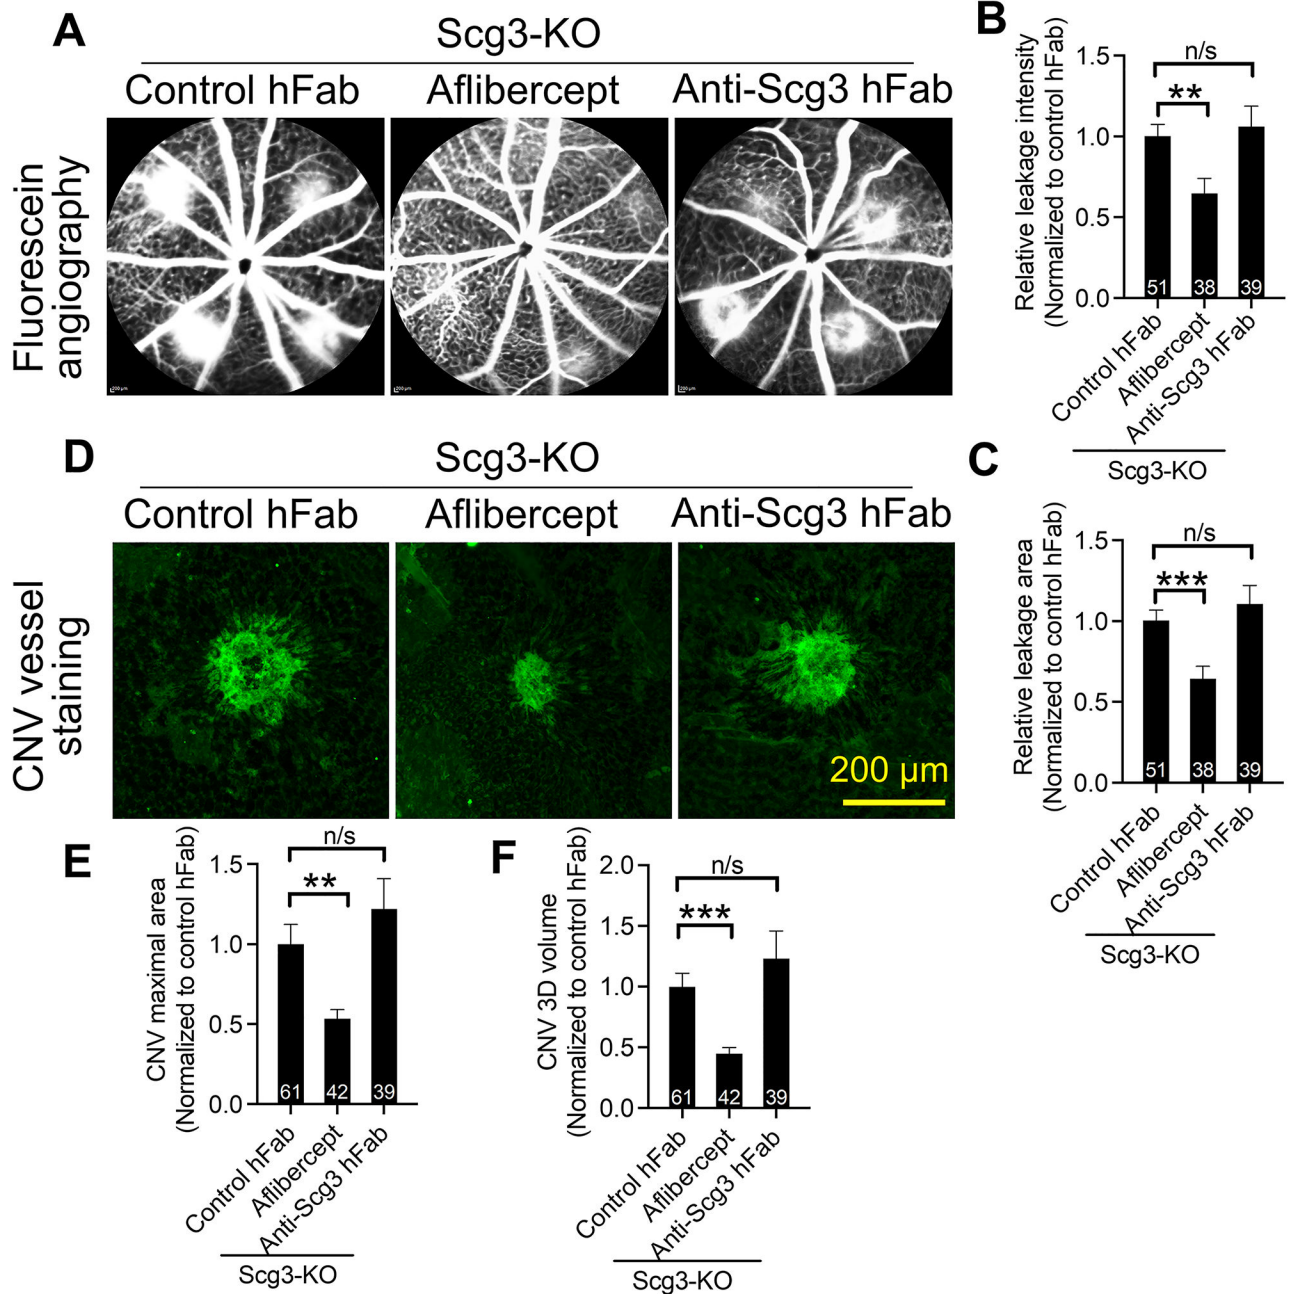 A
Scg3-KO
Control hFab
Aflibercept
Anti-Scg3 hFab
Fluorescein
angiography
200 µm
200 µm
200 µm
B
Relative leakage intensity
(Normalized to control hFab)
1.5
1.0
0.5
0.0
n/s
**
51
38
39
Control hFab
Aflibercept
Anti-Scg3 hFab
Scg3-KO
C
Relative leakage area
(Normalized to control hFab)
1.5
1.0
0.5
0.0
n/s
***
51
38
39
Control hFab
Aflibercept
Anti-Scg3 hFab
Scg3-KO
D
Scg3-KO
Control hFab
Aflibercept
Anti-Scg3 hFab
CNV vessel
staining
200 µm
E
CNV maximal area
(Normalized to control hFab)
1.5
1.0
0.5
0.0
n/s
**
61
42
39
Control hFab
Aflibercept
Anti-Scg3 hFab
Scg3-KO
F
CNV 3D volume
(Normalized to control hFab)
2.0
1.5
1.0
0.5
0.0
n/s
***
61
42
39
Control hFab
Aflibercept
Anti-Scg3 hFab
Scg3-KO